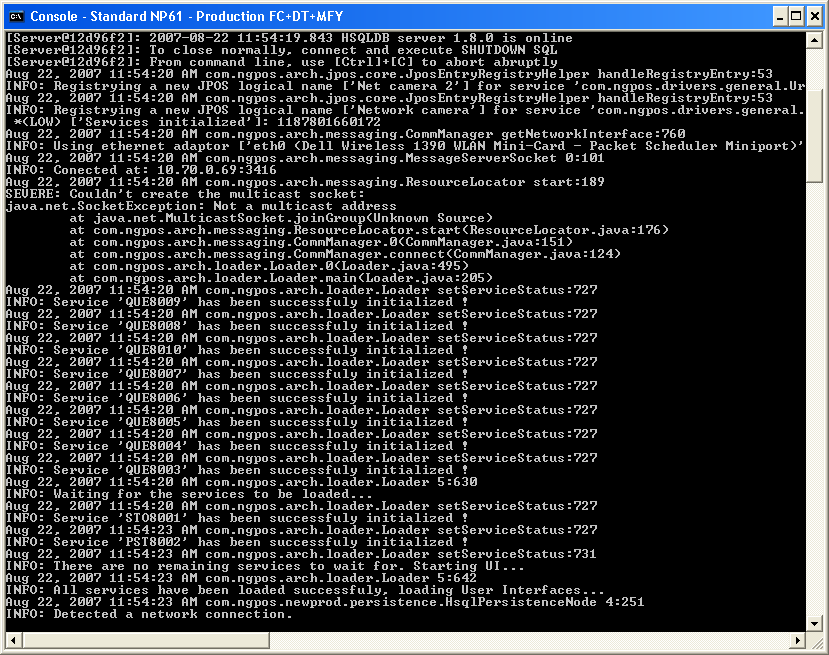 Console - Standard NP61 - Production FC+DT+MFY
[Server@12d96f2]: 2007-08-22 11:54:19.843 HSQLDB server 1.8.0 is online
[Server@12d96f2]: To close normally, connect and execute SHUTDOWN SQL
[Server@12d96f2]: From command line, use [Ctrl]+[C] to abort abruptly
Aug 22, 2007 11:54:20 AM com.ngpos.arch.jpos.core.JposEntryRegistryHelper handleRegistryEntry:53
INFO: Registrying a new JPOS logical name ['Net camera 2'] for service 'com.ngpos.drivers.general.Ur
Aug 22, 2007 11:54:20 AM com.ngpos.arch.jpos.core.JposEntryRegistryHelper handleRegistryEntry:53
INFO: Registrying a new JPOS logical name ['Network camera'] for service 'com.ngpos.drivers.general.
*(LOW) ['Services initialized']: 1187801660172
Aug 22, 2007 11:54:20 AM com.ngpos.arch.messaging.CommManager getNetworkInterface:760
INFO: Using ethernet adaptor ['eth0 (Dell Wireless 1390 WLAN Mini-Card - Packet Scheduler Miniport)'
Aug 22, 2007 11:54:20 AM com.ngpos.arch.messaging.MessageServerSocket 0:101
INFO: Conected at: 10.70.0.69:3416
Aug 22, 2007 11:54:20 AM com.ngpos.arch.messaging.ResourceLocator start:189
SEVERE: Couldn't create the multicast socket:
java.net.SocketException: Not a multicast address
at java.net.MulticastSocket.joinGroup(Unknown Source)
at com.ngpos.arch.messaging.ResourceLocator.start(ResourceLocator.java:176)
at com.ngpos.arch.messaging.CommManager.0(CommManager.java:151)
at com.ngpos.arch.messaging.CommManager.connect(CommManager.java:124)
at com.ngpos.arch.loader.Loader.0(Loader.java:495)
at com.ngpos.arch.loader.Loader.main(Loader.java:205)
Aug 22, 2007 11:54:20 AM com.ngpos.arch.loader.Loader setServiceStatus:727
INFO: Service 'QUE8009' has been successfuly initialized !
Aug 22, 2007 11:54:20 AM com.ngpos.arch.loader.Loader setServiceStatus:727
INFO: Service 'QUE8008' has been successfuly initialized !
Aug 22, 2007 11:54:20 AM com.ngpos.arch.loader.Loader setServiceStatus:727
INFO: Service 'QUE8010' has been successfuly initialized !
Aug 22, 2007 11:54:20 AM com.ngpos.arch.loader.Loader setServiceStatus:727
INFO: Service 'QUE8007' has been successfuly initialized !
Aug 22, 2007 11:54:20 AM com.ngpos.arch.loader.Loader setServiceStatus:727
INFO: Service 'QUE8006' has been successfuly initialized !
Aug 22, 2007 11:54:20 AM com.ngpos.arch.loader.Loader setServiceStatus:727
INFO: Service 'QUE8005' has been successfuly initialized !
Aug 22, 2007 11:54:20 AM com.ngpos.arch.loader.Loader setServiceStatus:727
INFO: Service 'QUE8004' has been successfuly initialized !
Aug 22, 2007 11:54:20 AM com.ngpos.arch.loader.Loader setServiceStatus:727
INFO: Service 'QUE8003' has been successfuly initialized !
Aug 22, 2007 11:54:20 AM com.ngpos.arch.loader.Loader 5:630
INFO: Waiting for the services to be loaded...
Aug 22, 2007 11:54:20 AM com.ngpos.arch.loader.Loader setServiceStatus:727
INFO: Service 'STO8001' has been successfuly initialized !
Aug 22, 2007 11:54:23 AM com.ngpos.arch.loader.Loader setServiceStatus:727
INFO: Service 'PST8002' has been successfuly initialized !
Aug 22, 2007 11:54:23 AM com.ngpos.arch.loader.Loader setServiceStatus:731
INFO: There are no remaining services to wait for. Starting UI...
Aug 22, 2007 11:54:23 AM com.ngpos.arch.loader.Loader 5:642
INFO: All services have been loaded successfuly, loading User Interfaces...
Aug 22, 2007 11:54:23 AM com.ngpos.newprod.persistence.HsqlPersistenceNode 4:251
INFO: Detected a network connection.